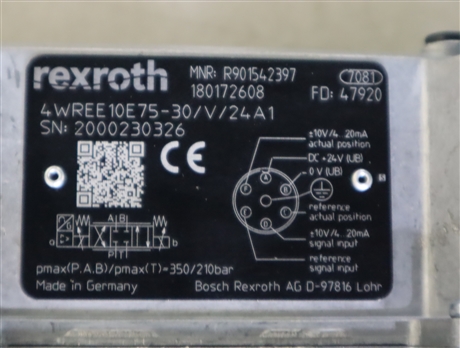 rexroth
MNR: R901542397 7081
180172608 FD: 47920
4WREE10E75-30/V/24A1
SN: 2000230326
CE
±10V/4...20mA
actual position
DC +24V (UB)
0 V (UB)
reference
actual position
±10V/4...20mA
signal input
reference
signal input
A B
a b
P T
pmax(P,A,B)/pmax(T)=350/210bar
Made in Germany Bosch Rexroth AG D-97816 Lohr